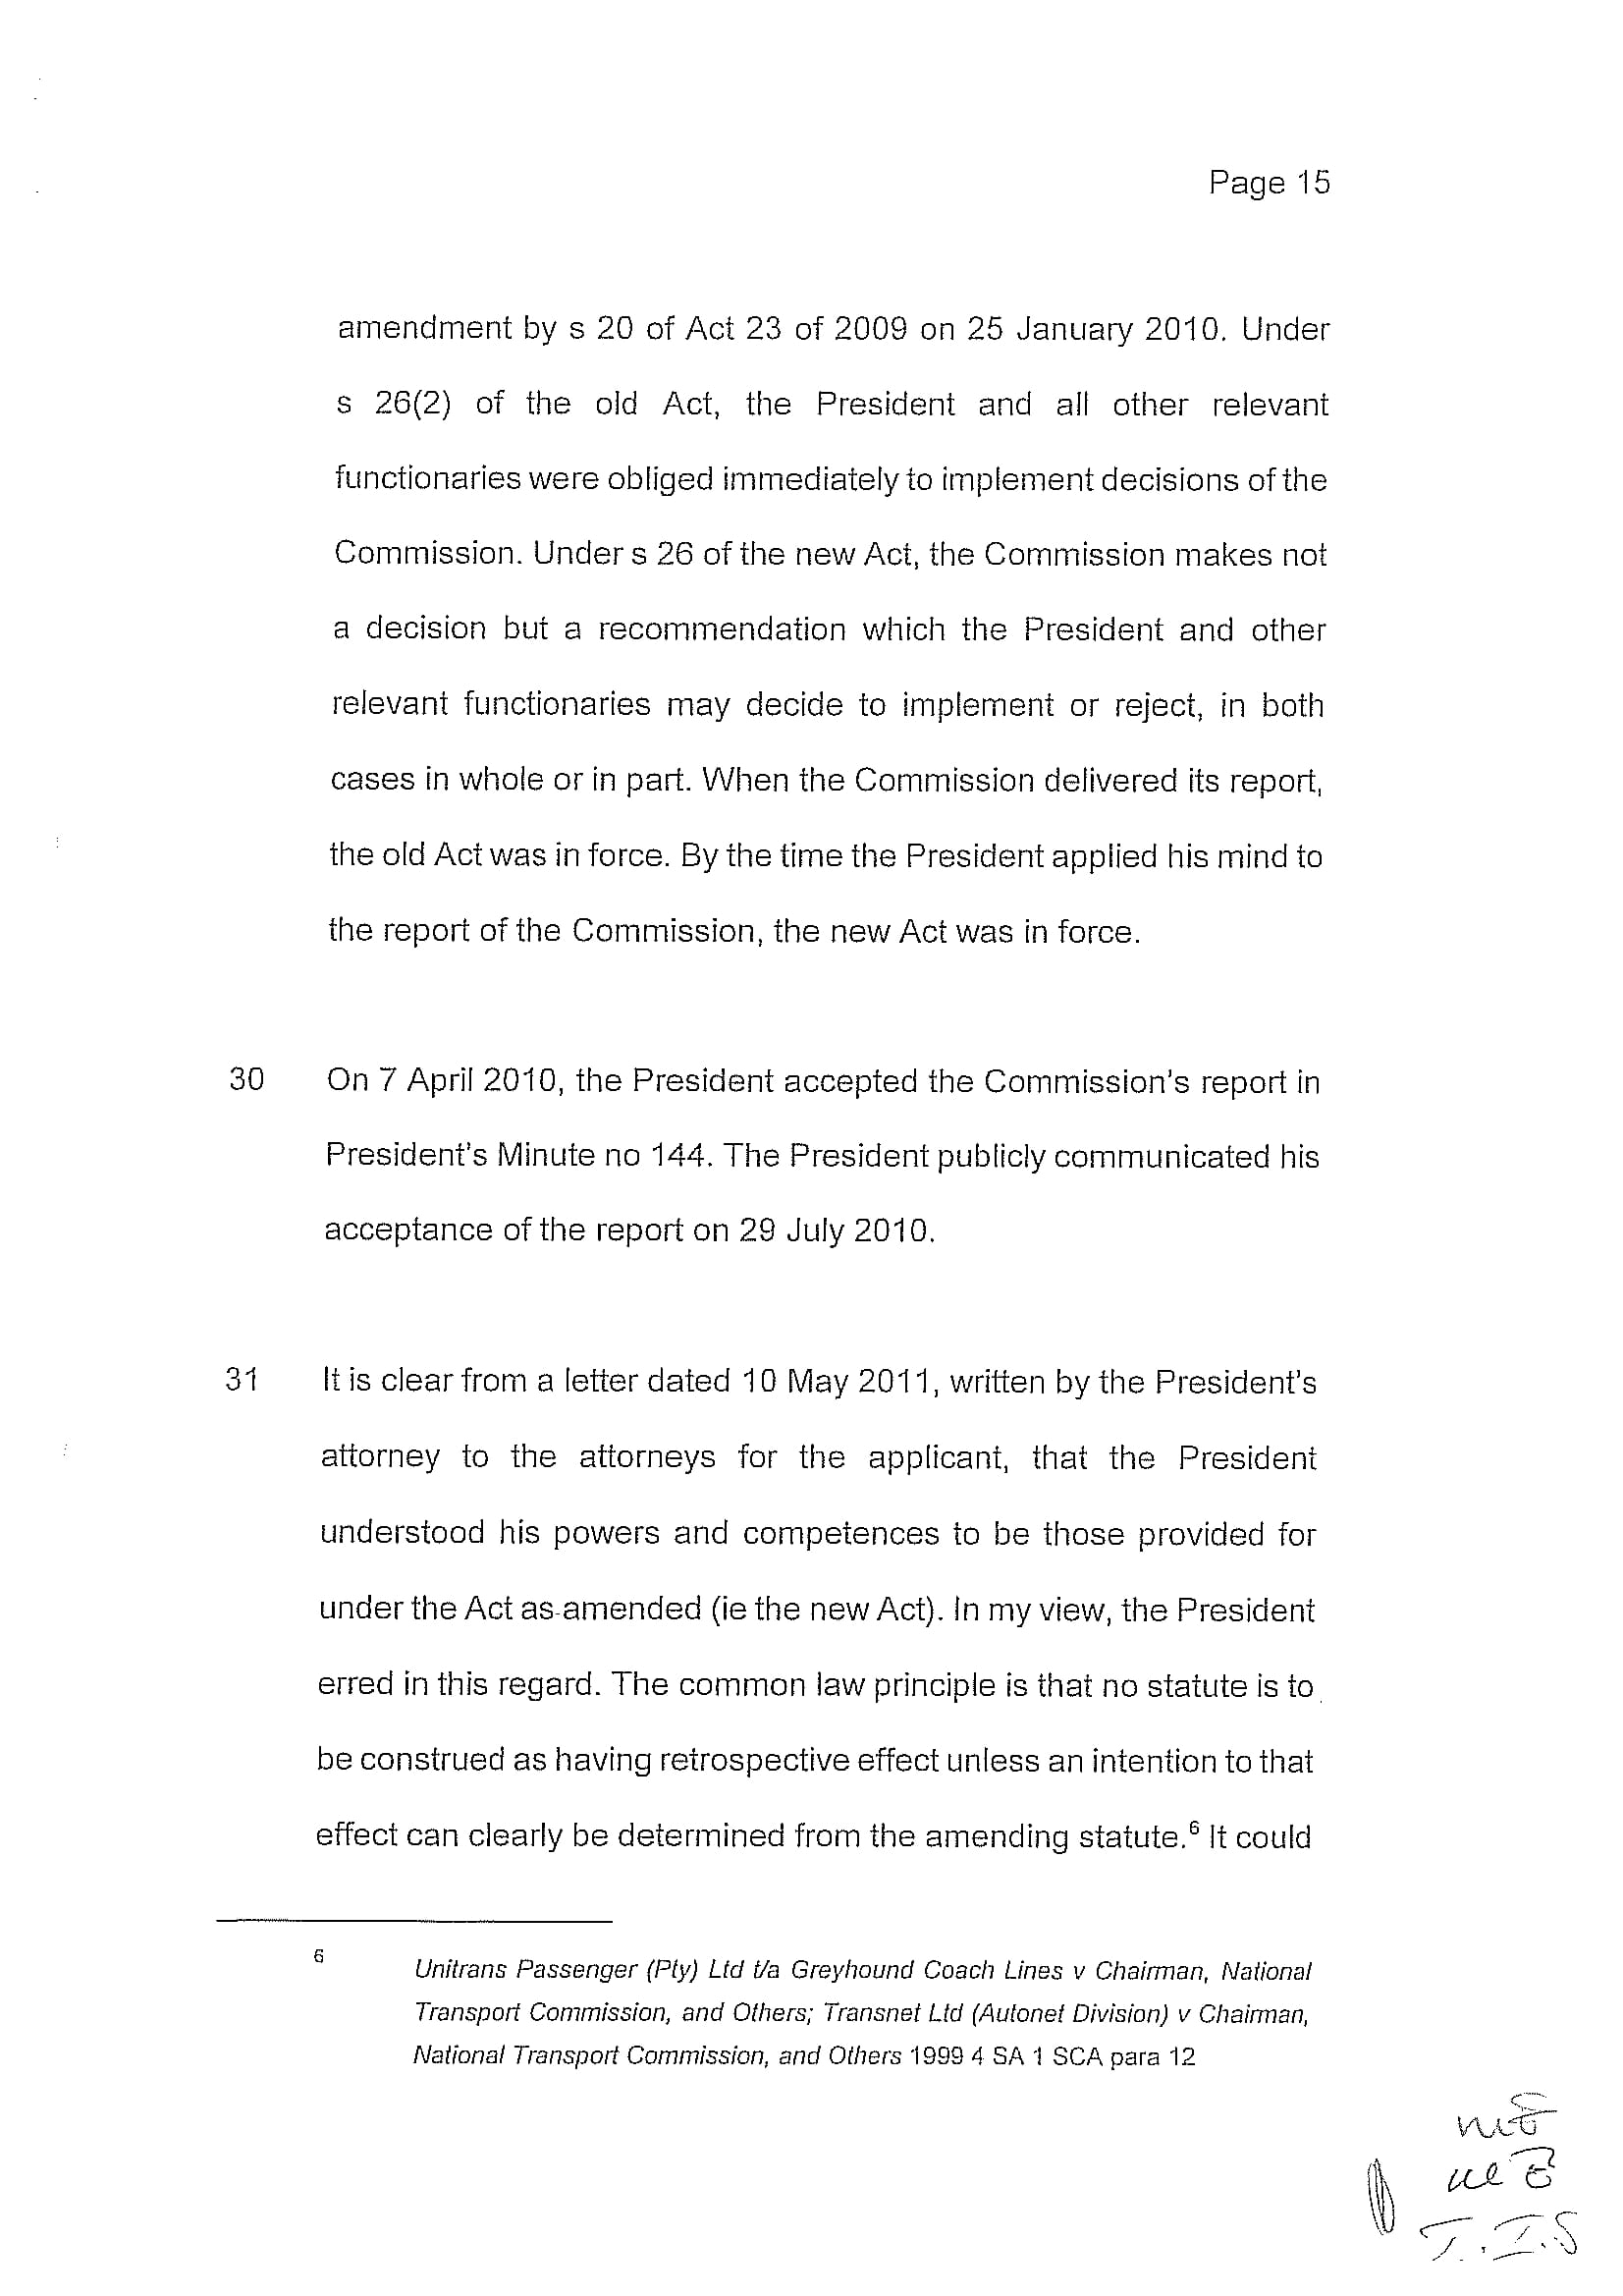 Page 15
amendment by s 20 of Act 23 of 2009 on 25 January 2010. Under
s 26(2) of the old Act, the President and all other relevant
functionaries were obliged immediately to implement decisions of the
Commission. Under s 26 of the new Act, the Commission makes not
a decision but a recommendation which the President and other
relevant functionaries may decide to implement or reject, in both
cases in whole or in part. When the Commission delivered its report,
the old Act was in force. By the time the President applied his mind to
the report of the Commission, the new Act was in force.
30 On 7 April 2010, the President accepted the Commission's report in
President's Minute no 144. The President publicly communicated his
acceptance of the report on 29 July 2010.
31 It is clear from a letter dated 10 May 2011, written by the President's
attorney to the attorneys for the applicant, that the President
understood his powers and competences to be those provided for
under the Act as amended (ie the new Act). In my view, the President
erred in this regard. The common law principle is that no statute is to
be construed as having retrospective effect unless an intention to that
effect can clearly be determined from the amending statute.⁶ It could
6 Unitrans Passenger (Pty) Ltd t/a Greyhound Coach Lines v Chairman, National
Transport Commission, and Others; Transnet Ltd (Autonet Division) v Chairman,
National Transport Commission, and Others 1999 4 SA 1 SCA para 12
T.I.S